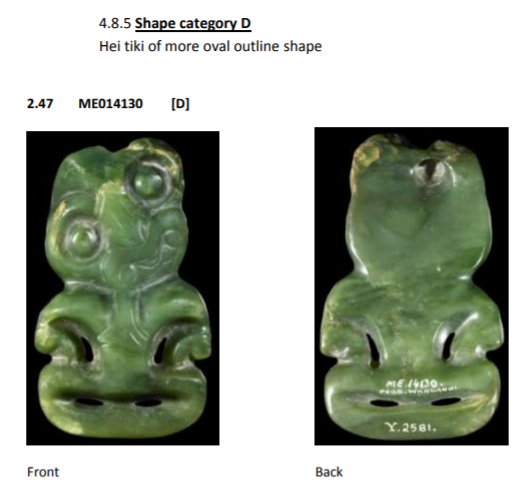 4.8.5 Shape category D
Hei tiki of more oval outline shape
2.47 ME014130 [D]
ME.14130.
Y.2581.
Front Back